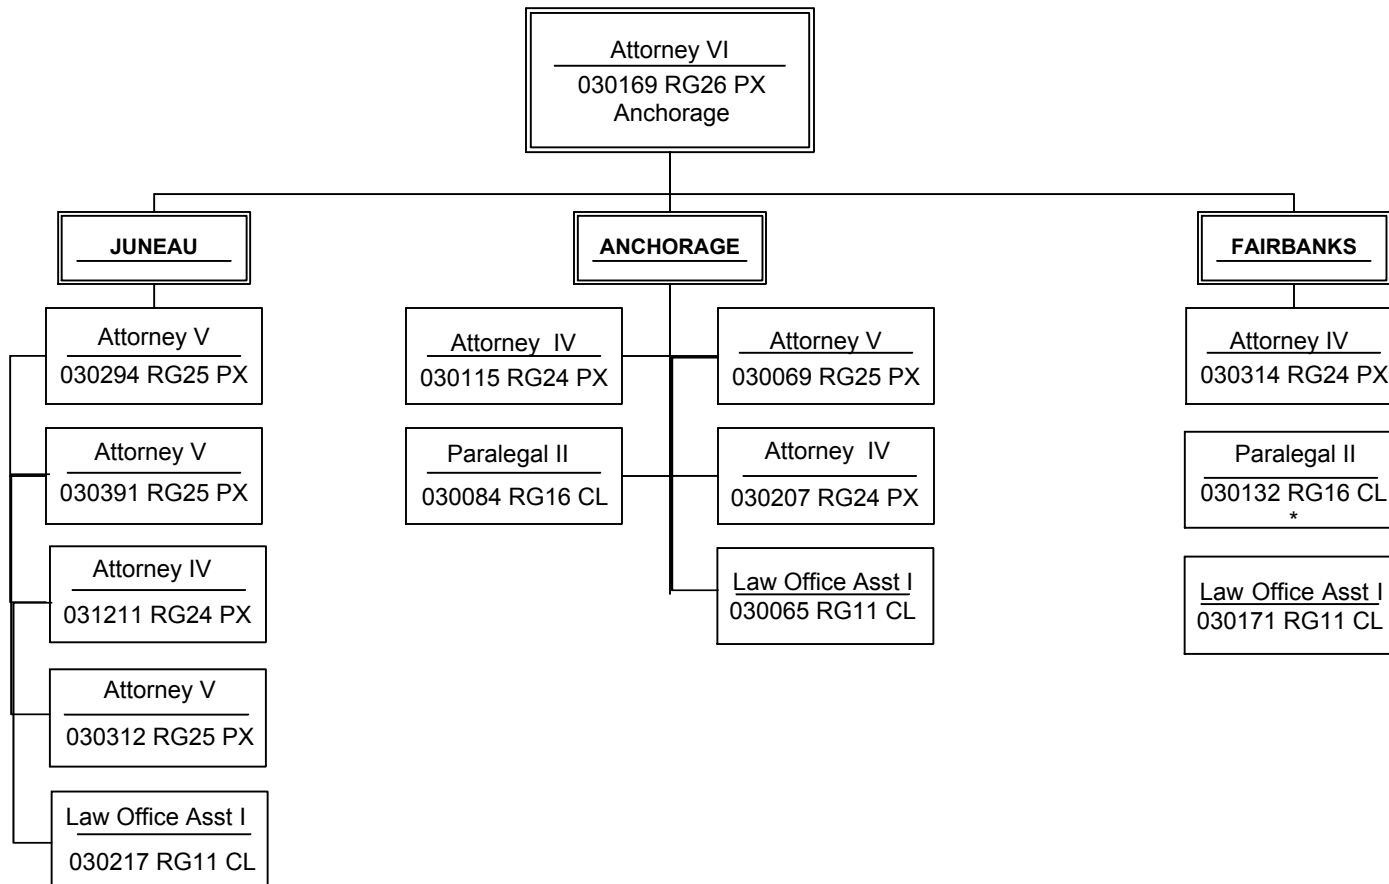 Attorney VI
030169 RG26 PX
Anchorage
JUNEAU
Attorney V
030294 RG25 PX
Attorney V
030391 RG25 PX
Attorney IV
031211 RG24 PX
Attorney V
030312 RG25 PX
Law Office Asst I
030217 RG11 CL
ANCHORAGE
Attorney IV
030115 RG24 PX
Paralegal II
030084 RG16 CL
Attorney V
030069 RG25 PX
Attorney IV
030207 RG24 PX
Law Office Asst I
030065 RG11 CL
FAIRBANKS
Attorney IV
030314 RG24 PX
Paralegal II
030132 RG16 CL
*
Law Office Asst I
030171 RG11 CL